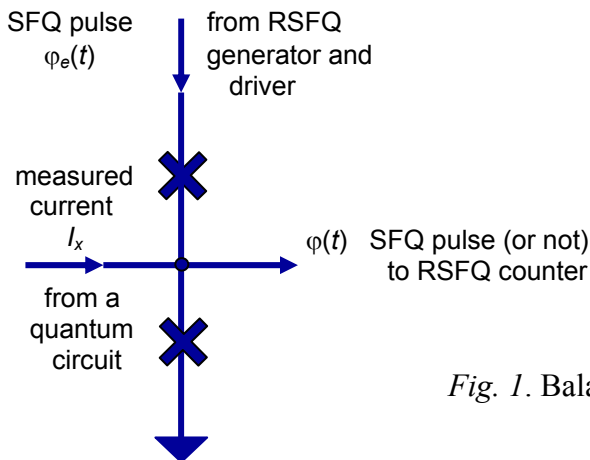 SFQ pulse
φe(t)
from RSFQ
generator and
driver
measured
current
Ix
from a
quantum
circuit
φ(t) SFQ pulse (or not)
to RSFQ counter
Fig. 1. Bala